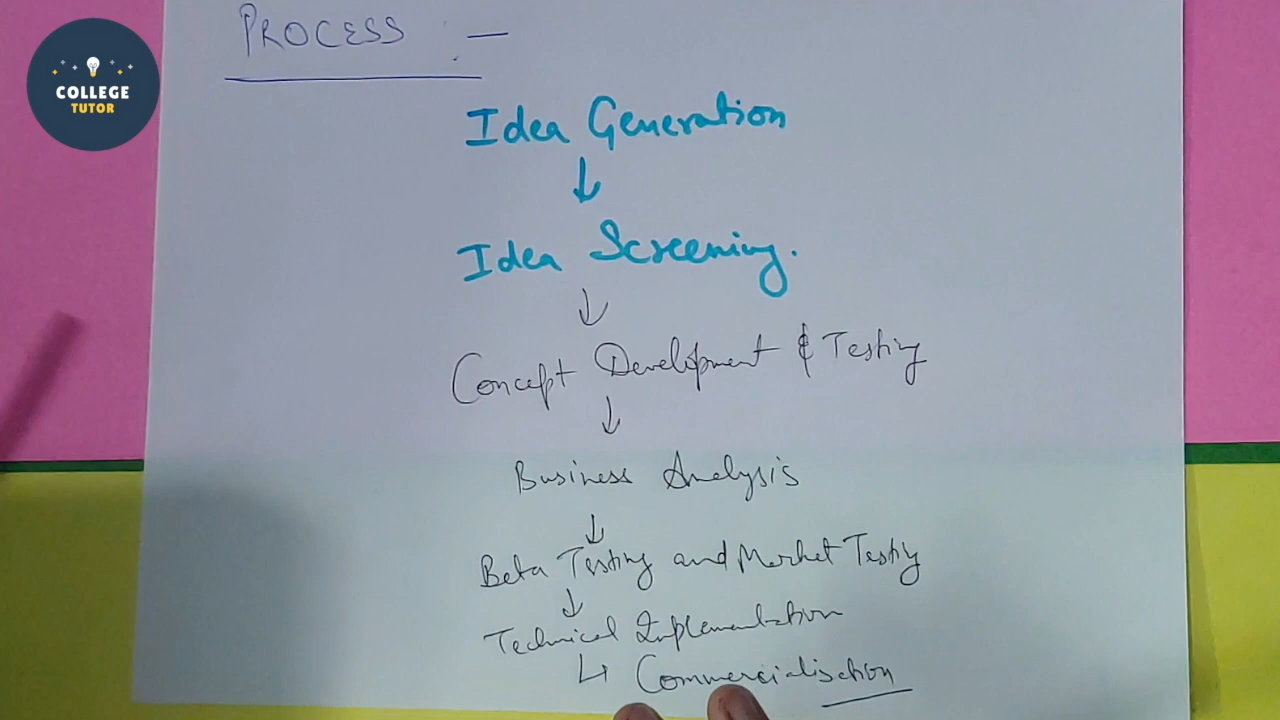 COLLEGE
TUTOR
PROCESS :-
Idea Generation
↓
Idea Screening.
↓
Concept Development & Testing
↓
Business Analysis
↓
Beta Testing and Market Testing
↓
Technical Implementation
↳ Commercialisation